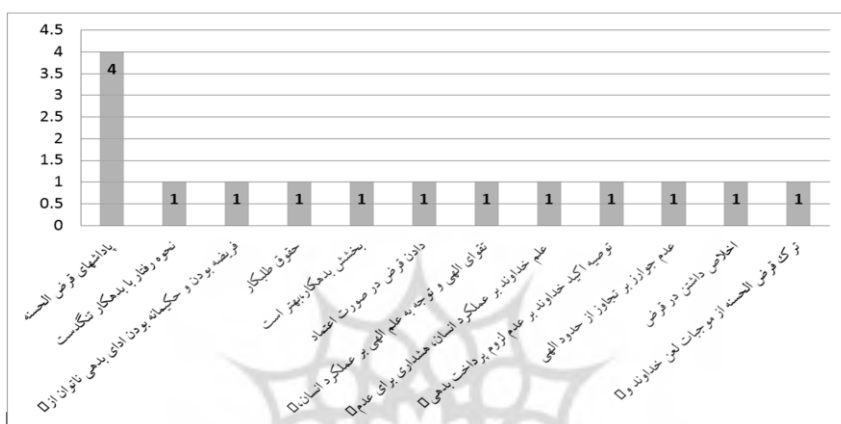 4.5
4
3.5
3
2.5
2
1.5
1
0.5
0
4
1
1
1
1
1
1
1
1
1
1
1
پاداشهای قرض الحسنه
نحوه رفتار با بدهکار تنگدست
فریضه بودن و حکیمانه بودن ادای بدهی ناتوان از
حقوق طلبکار
بخشش بدهکار،بهتر است
دادن قرض در صورت اعتماد
تقوای الهی و توجه به علم الهی بر عملکرد انسان،
علم خداوند بر عملکرد انسان، هشداری برای عدم
توصیه اکید خداوند بر عدم لزوم پرداخت بدهی
عدم جوارز بر تجاوز از حدود الهی
اخلاص داشتن در قرض
ترک قرض الحسنه از موجبات لعن خداوند و